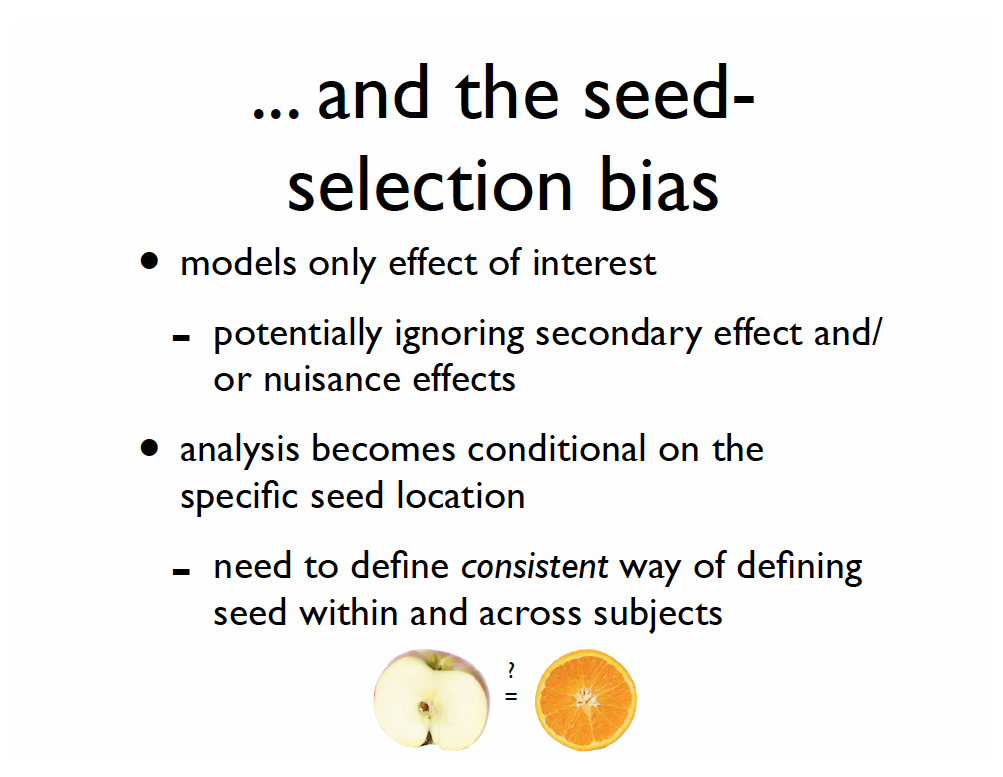 ... and the seed-
selection bias
• models only effect of interest
- potentially ignoring secondary effect and/
or nuisance effects
• analysis becomes conditional on the
specific seed location
- need to define consistent way of defining
seed within and across subjects
?
=